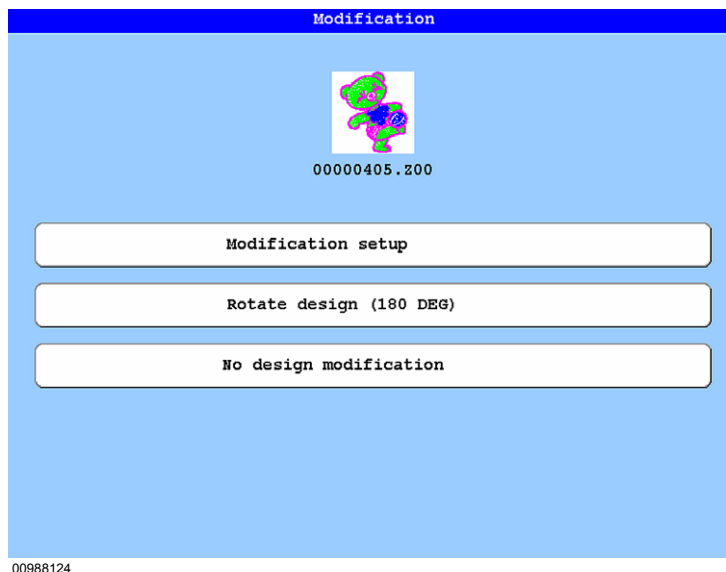 Modification
00000405.Z00
Modification setup
Rotate design (180 DEG)
No design modification
00988124